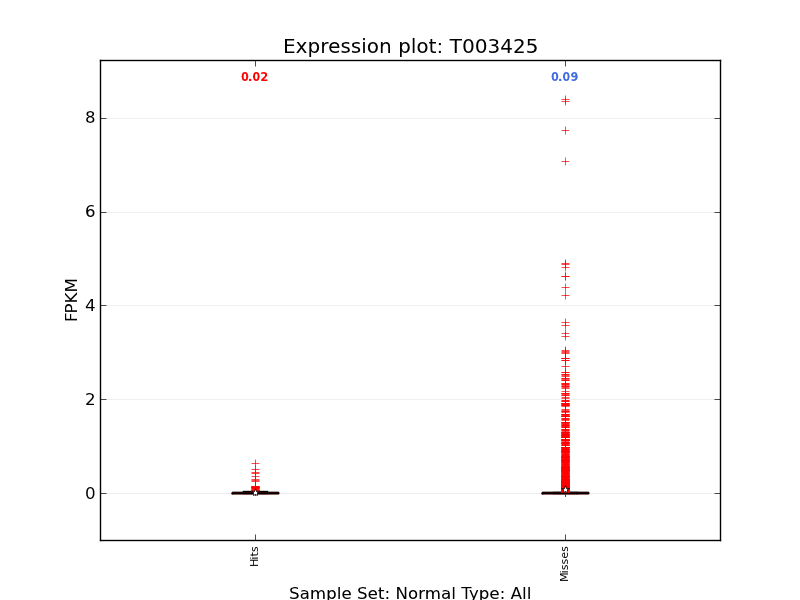 Expression plot: T003425
0.02
0.09
8
6
4
2
0
FPKM
Hits
Misses
Sample Set: Normal Type: All